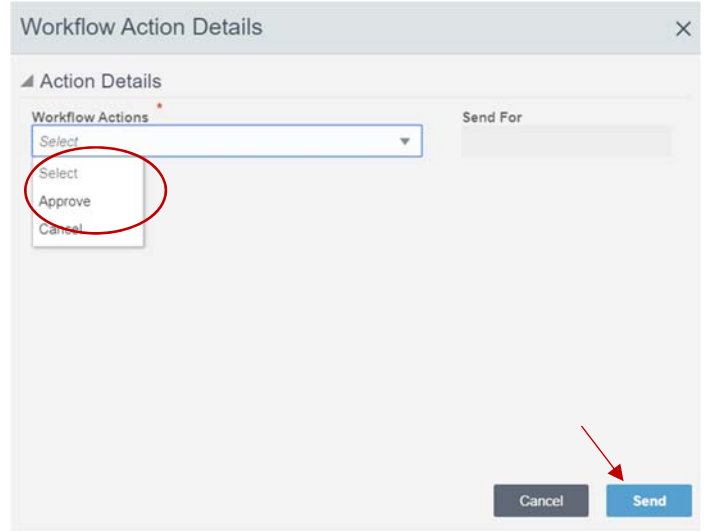 Workflow Action Details
Action Details
Workflow Actions *
Send For
Select
Select
Approve
Cancel
Cancel
Send